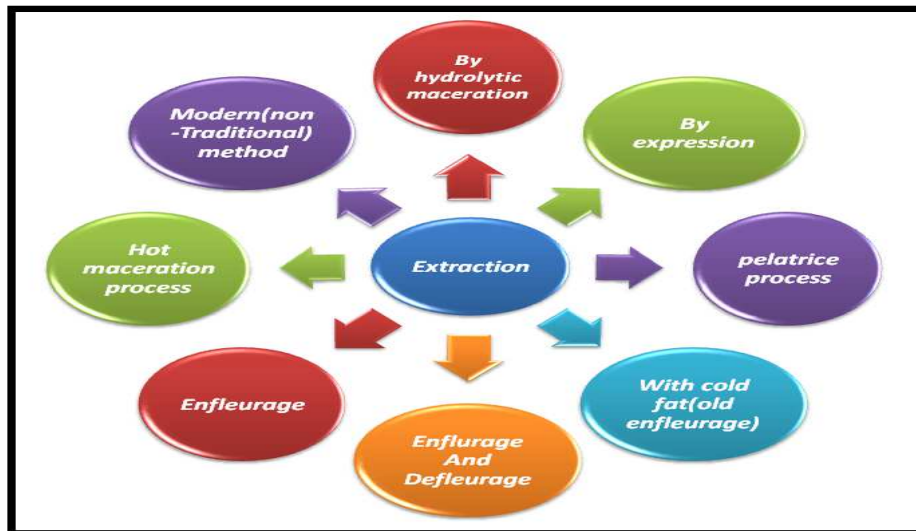 By
hydrolytic
maceration
By
expression
pelatrice
process
With cold
fat(old
enfleurage)
Enflurage
And
Defleurage
Enfleurage
Hot
maceration
process
Modern(non
-Traditional)
method
Extraction